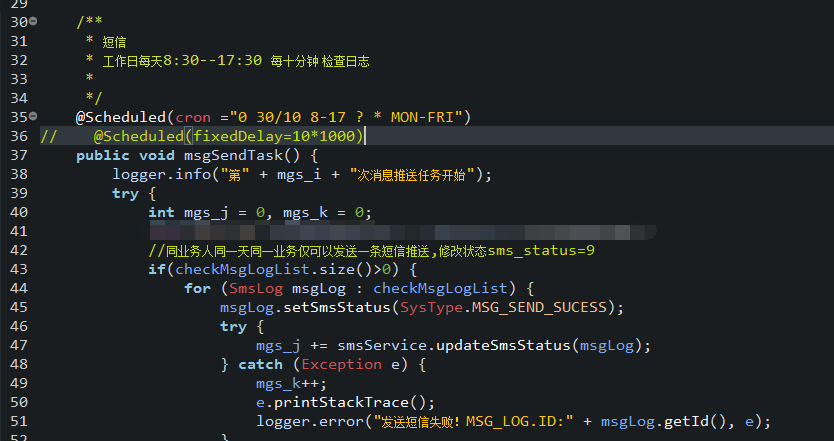 29
30 /**
31 * 短信
32 * 工作日每天8:30--17:30 每十分钟 检查日志
33 *
34 */
35 @Scheduled(cron ="0 30/10 8-17 ? * MON-FRI")
36 // @Scheduled(fixedDelay=10*1000)
37 public void msgSendTask() {
38 logger.info("第" + mgs_i + "次消息推送任务开始");
39 try {
40 int mgs_j = 0, mgs_k = 0;
41
42 //同业务人同一天同一业务仅可以发送一条短信推送,修改状态sms_status=9
43 if(checkMsgLogList.size()>0) {
44 for (SmsLog msgLog : checkMsgLogList) {
45 msgLog.setSmsStatus(SysType.MSG_SEND_SUCESS);
46 try {
47 mgs_j += smsService.updateSmsStatus(msgLog);
48 } catch (Exception e) {
49 mgs_k++;
50 e.printStackTrace();
51 logger.error("发送短信失败! MSG_LOG.ID:" + msgLog.getId(), e);
52 }